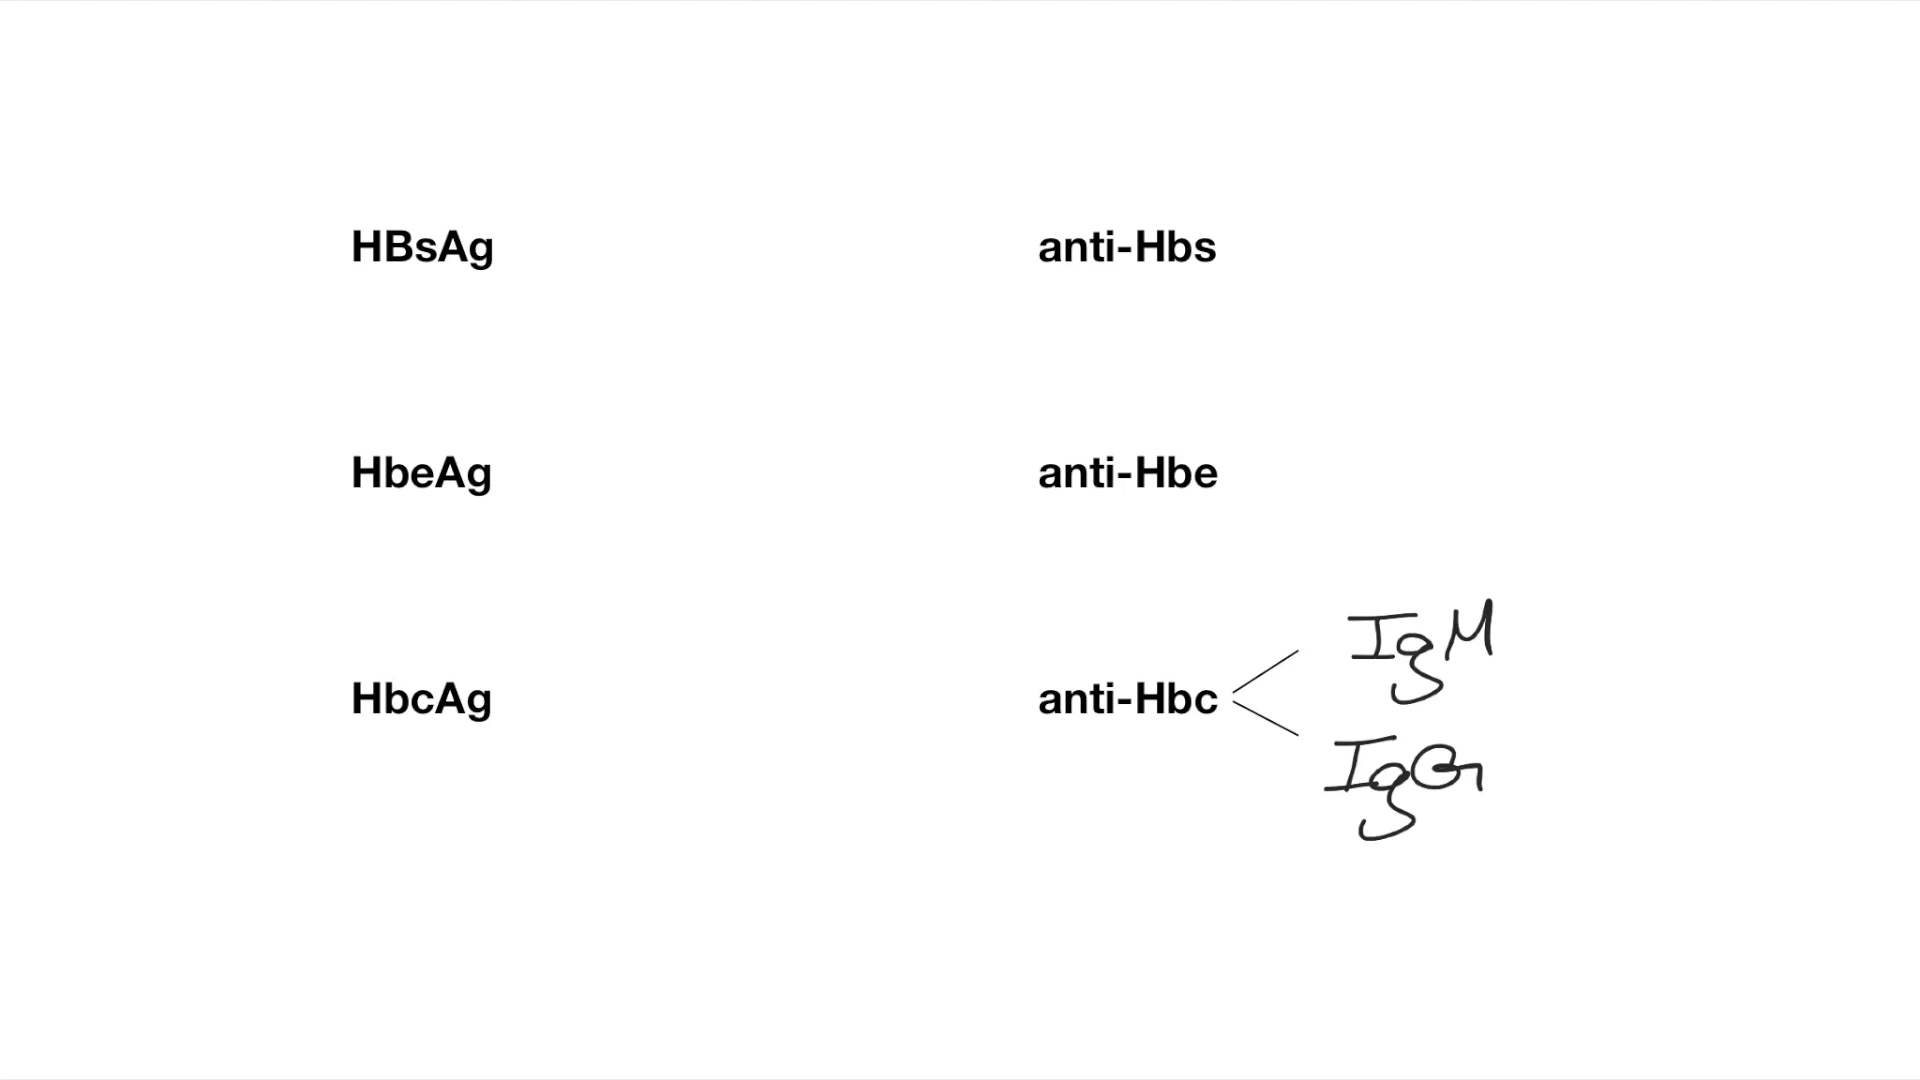 HBsAg anti-Hbs
HbeAg anti-Hbe
IgM
HbcAg anti-Hbc
IgG